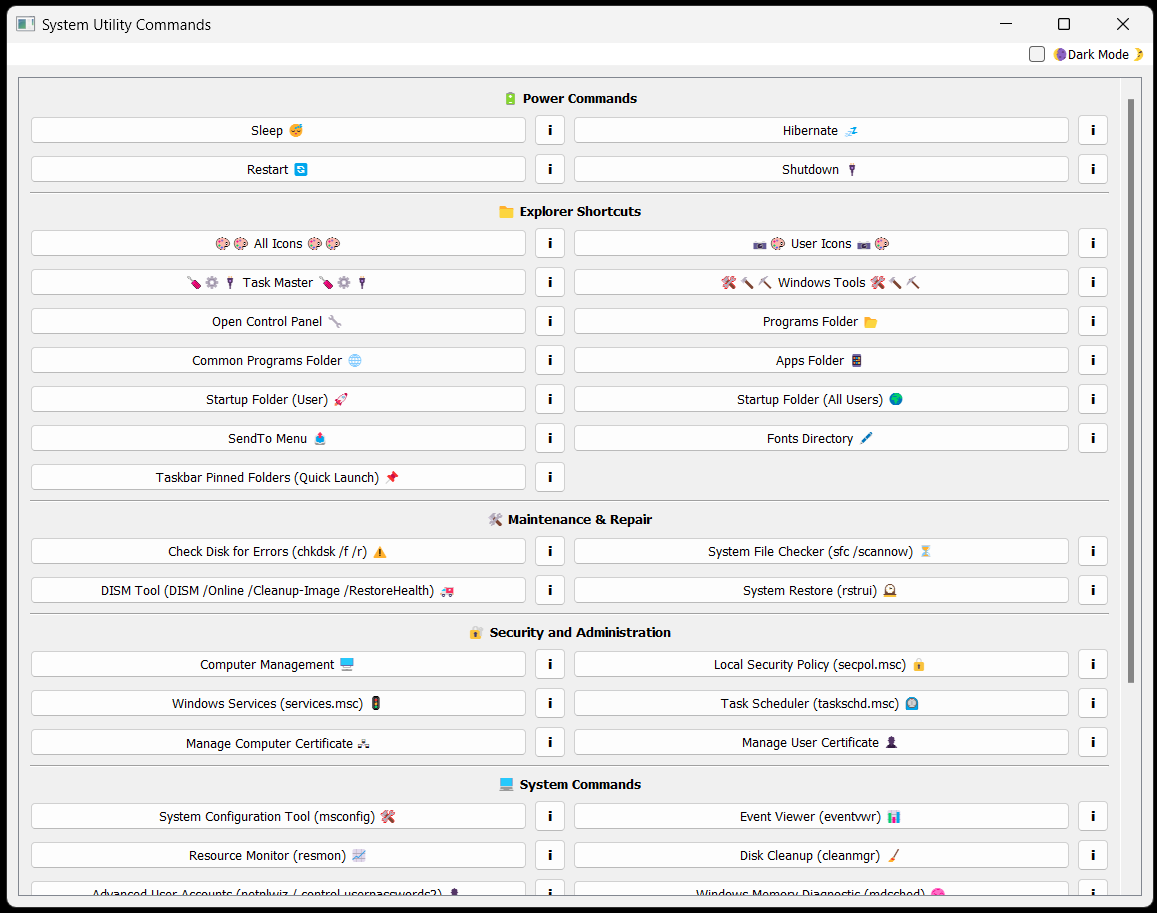 System Utility Commands
Dark Mode
Power Commands
Sleep i Hibernate i
Restart i Shutdown i
Explorer Shortcuts
All Icons i User Icons i
Task Master i Windows Tools i
Open Control Panel i Programs Folder i
Common Programs Folder i Apps Folder i
Startup Folder (User) i Startup Folder (All Users) i
SendTo Menu i Fonts Directory i
Taskbar Pinned Folders (Quick Launch) i
Maintenance & Repair
Check Disk for Errors (chkdsk /f /r) i System File Checker (sfc /scannow) i
DISM Tool (DISM /Online /Cleanup-Image /RestoreHealth) i System Restore (rstrui) i
Security and Administration
Computer Management i Local Security Policy (secpol.msc) i
Windows Services (services.msc) i Task Scheduler (taskschd.msc) i
Manage Computer Certificate i Manage User Certificate i
System Commands
System Configuration Tool (msconfig) i Event Viewer (eventvwr) i
Resource Monitor (resmon) i Disk Cleanup (cleanmgr) i
Advanced User Accounts (netplwiz / control userpasswords2) i Windows Memory Diagnostic (mdsched) i